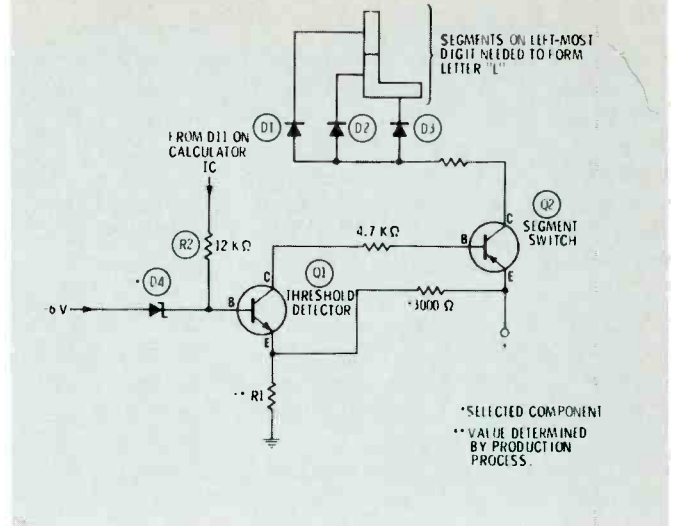 SEGMENTS ON LEFT-MOST
DIGIT NEEDED TO FORM
LETTER "L"
D1
D2
D3
FROM D11 ON
CALCULATOR
IC
R2
12 K Ω
*D4
-6 V
B
C
E
Q1
THRESHOLD
DETECTOR
4.7 K Ω
*3000 Ω
B
C
E
Q2
SEGMENT
SWITCH
** R1
*SELECTED COMPONENT
** VALUE DETERMINED
BY PRODUCTION
PROCESS.